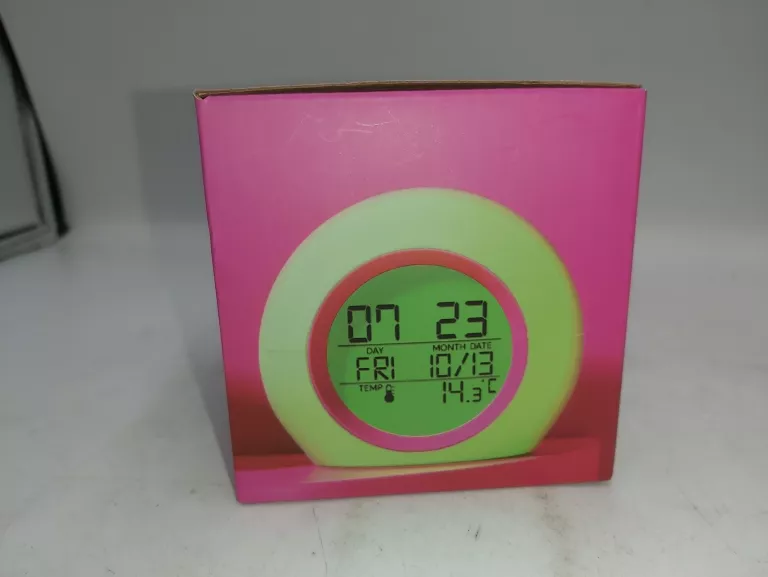 07 23
DAY MONTH DATE
FRI 10/13
TEMP 14.3°C